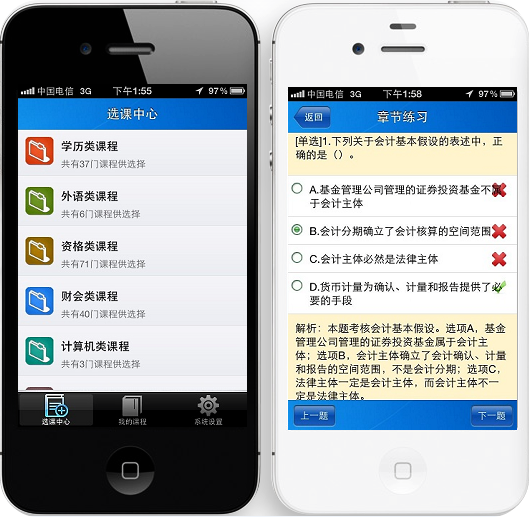 中国电信 3G 下午1:55 97%
选课中心
学历类课程
共有37门课程供选择
外语类课程
共有6门课程供选择
资格类课程
共有71门课程供选择
财会类课程
共有40门课程供选择
计算机类课程
共有3门课程供选择
选课中心 我的课程 系统设置
中国电信 3G 下午1:58 97%
返回 章节练习
[单选]1.下列关于会计基本假设的表述中，正
确的是（）。
A.基金管理公司管理的证券投资基金不属
于会计主体
B.会计分期确立了会计核算的空间范围
C.会计主体必然是法律主体
D.货币计量为确认、计量和报告提供了必
要的手段
解析：本题考核会计基本假设。选项A，基金
管理公司管理的证券投资基金属于会计主
体；选项B，会计主体确立了会计确认、计量
和报告的空间范围，不是会计分期；选项C，
法律主体一定是会计主体，而会计主体不一
定是法律主体。
上一题 下一题